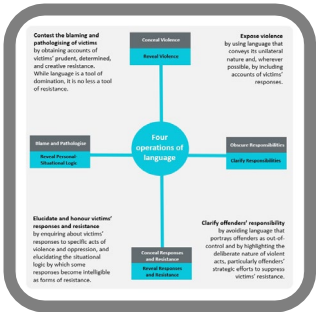 Contest the blaming and
pathologising of victims
by obtaining accounts of
victims' prudent, determined,
and creative resistance.
While language is a tool of
domination, it is no less a tool
of resistance.
Conceal Violence
Reveal Violence
Expose violence
by using language that
conveys its unilateral
nature and, wherever
possible, by including
accounts of victims'
responses.
Blame and Pathologise
Reveal Personal
Situational Logic
Four
operations of
language
Obscure Responsibilities
Clarify Responsibilities
Elucidate and honour victims'
responses and resistance
by enquiring about victims'
responses to specific acts of
violence and oppression, and
elucidating the situational
logic by which some
responses become intelligible
as forms of resistance.
Conceal Responses
and Resistance
Reveal Responses
and Resistance
Clarify offenders' responsibility
by avoiding language that
portrays offenders as out-of-
control and by highlighting the
deliberate nature of violent
acts, particularly offenders'
strategic efforts to suppress
victims' resistance.